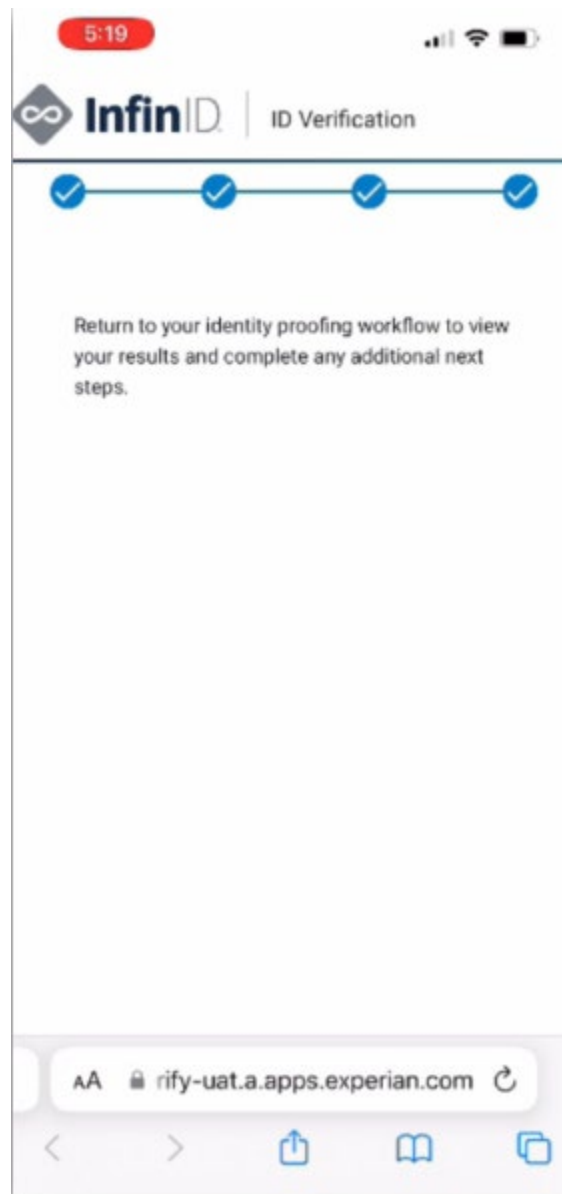 5:19
InfinID. ID Verification
Return to your identity proofing workflow to view
your results and complete any additional next
steps.
AA rify-uat.a.apps.experian.com